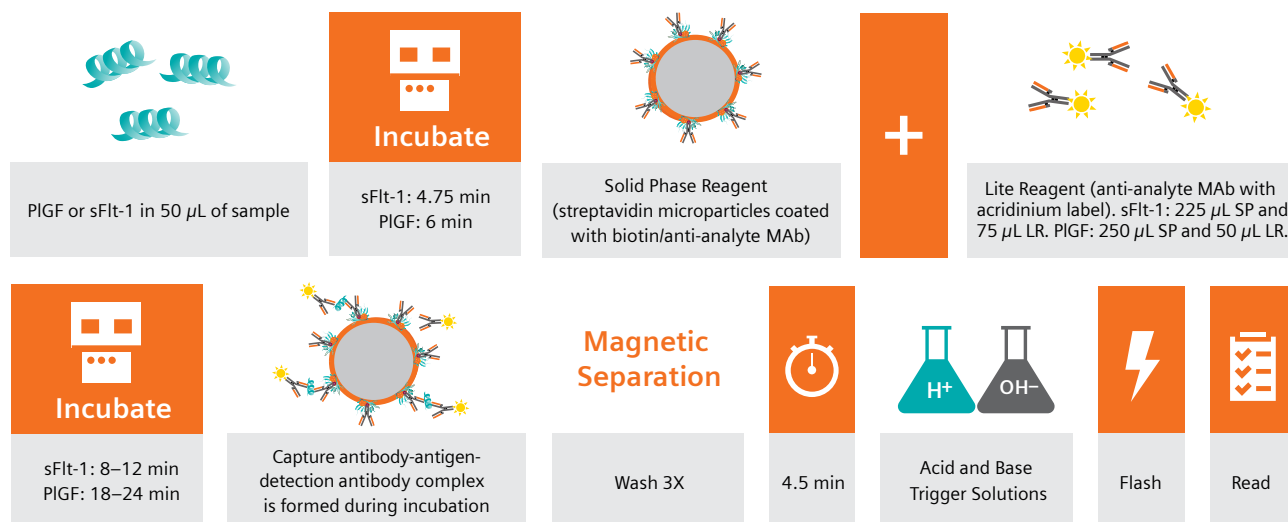 Incubate
PlGF or sFlt-1 in 50 µL of sample
sFlt-1: 4.75 min
PlGF: 6 min
Solid Phase Reagent
(streptavidin microparticles coated
with biotin/anti-analyte MAb)
+
Lite Reagent (anti-analyte MAb with
acridinium label). sFlt-1: 225 µL SP and
75 µL LR. PlGF: 250 µL SP and 50 µL LR.
Incubate
sFlt-1: 8–12 min
PlGF: 18–24 min
Capture antibody-antigen-
detection antibody complex
is formed during incubation
Magnetic
Separation
Wash 3X
4.5 min
H+
OH–
Acid and Base
Trigger Solutions
Flash
Read